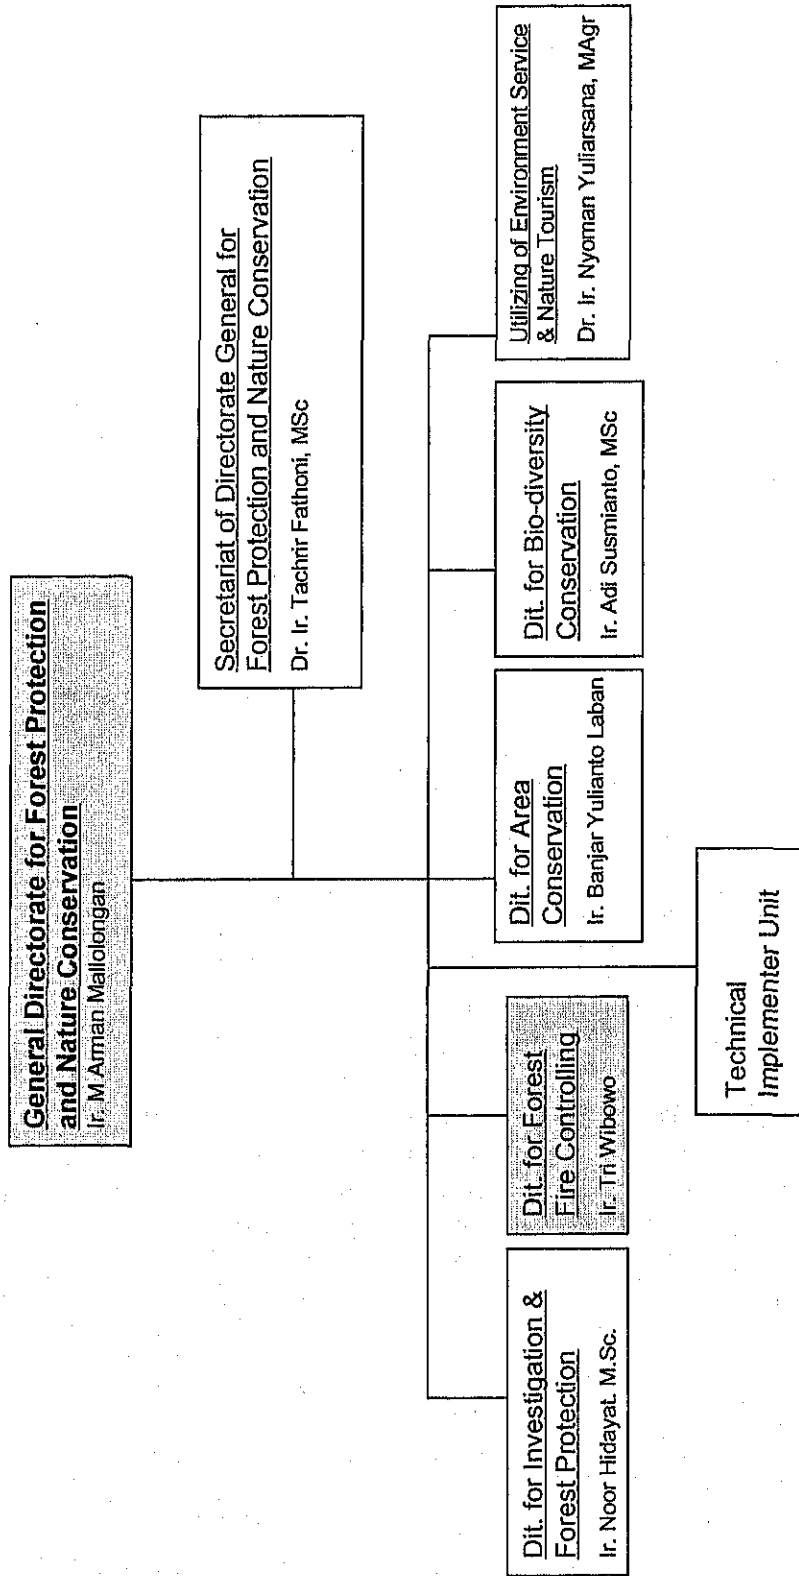 General Directorate for Forest Protection
and Nature Conservation
Ir. M Arman Mallolongan
Secretariat of Directorate General for
Forest Protection and Nature Conservation
Dr. Ir. Tachrir Fathoni, MSc
Dit. for Investigation &
Forest Protection
Ir. Noor Hidayat. M.Sc.
Dit. for Forest
Fire Controlling
Ir. Tri Wibowo
Dit. for Area
Conservation
Ir. Banjar Yulianto Laban
Dit. for Bio-diversity
Conservation
Ir. Adi Susmianto, MSc
Utilizing of Environment Service
& Nature Tourism
Dr. Ir. Nyoman Yuliarsana, MAgr
Technical
Implementer Unit